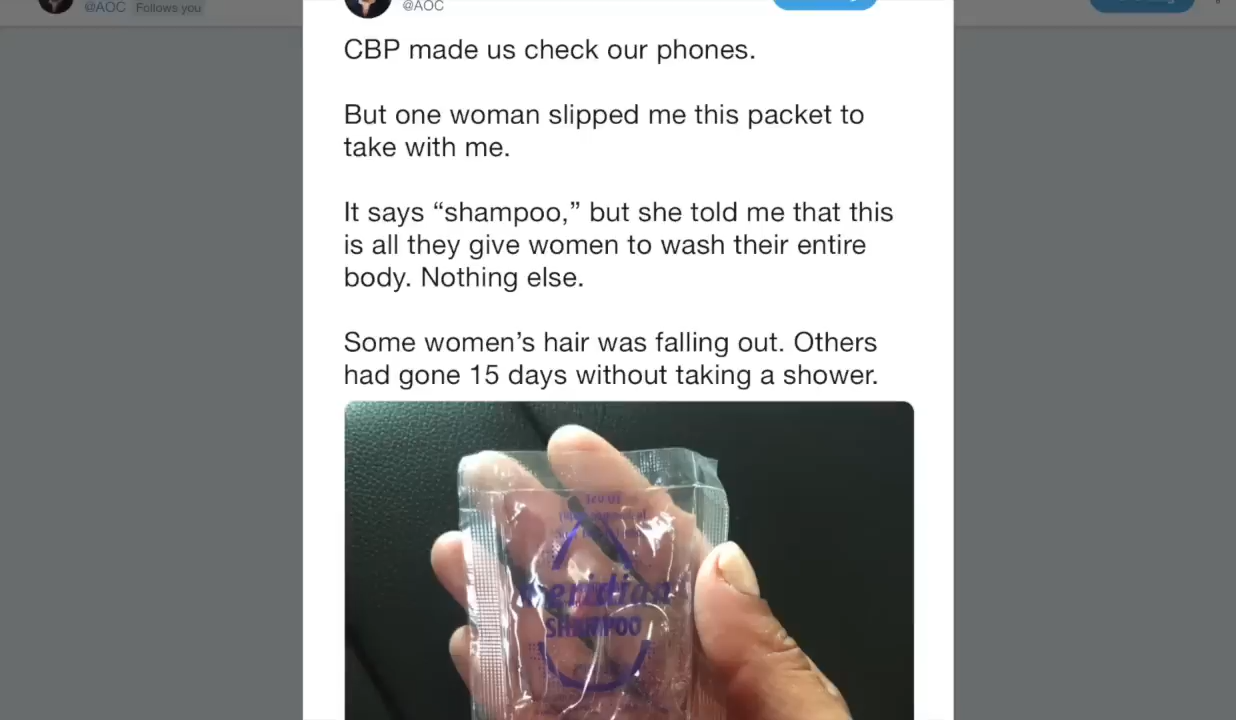 @AOC Follows you
@AOC
CBP made us check our phones.
But one woman slipped me this packet to
take with me.
It says “shampoo,” but she told me that this
is all they give women to wash their entire
body. Nothing else.
Some women’s hair was falling out. Others
had gone 15 days without taking a shower.
meridian
SHAMPOO